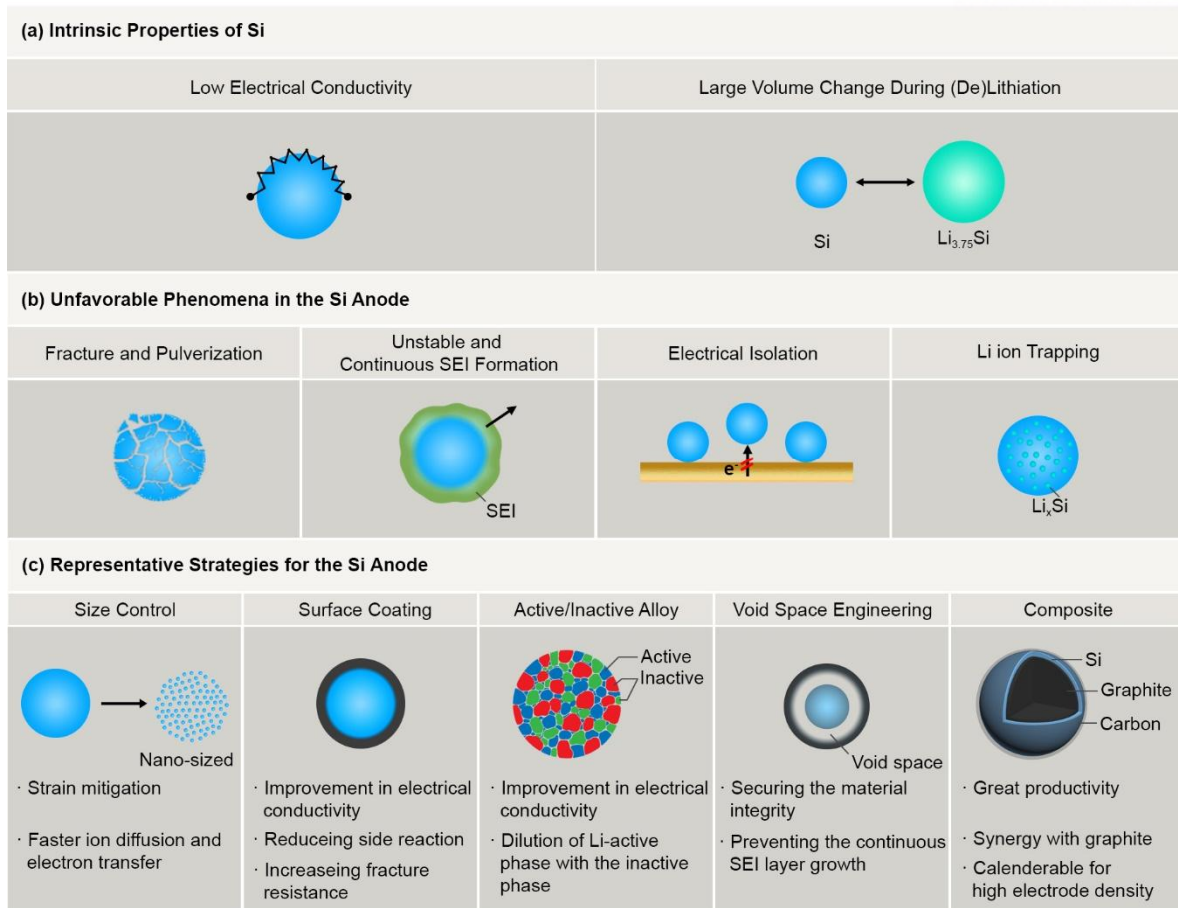 (a) Intrinsic Properties of Si
Low Electrical Conductivity
Large Volume Change During (De)Lithiation
Si
Li3.75Si
(b) Unfavorable Phenomena in the Si Anode
Fracture and Pulverization
Unstable and
Continuous SEI Formation
Electrical Isolation
Li ion Trapping
SEI
e-
LixSi
(c) Representative Strategies for the Si Anode
Size Control
Surface Coating
Active/Inactive Alloy
Void Space Engineering
Composite
Nano-sized
Active
Inactive
Void space
Si
Graphite
Carbon
· Strain mitigation
· Faster ion diffusion and
electron transfer
· Improvement in electrical
conductivity
· Reduceing side reaction
· Increaseing fracture
resistance
· Improvement in electrical
conductivity
· Dilution of Li-active
phase with the inactive
phase
· Securing the material
integrity
· Preventing the continuous
SEI layer growth
· Great productivity
· Synergy with graphite
· Calenderable for
high electrode density